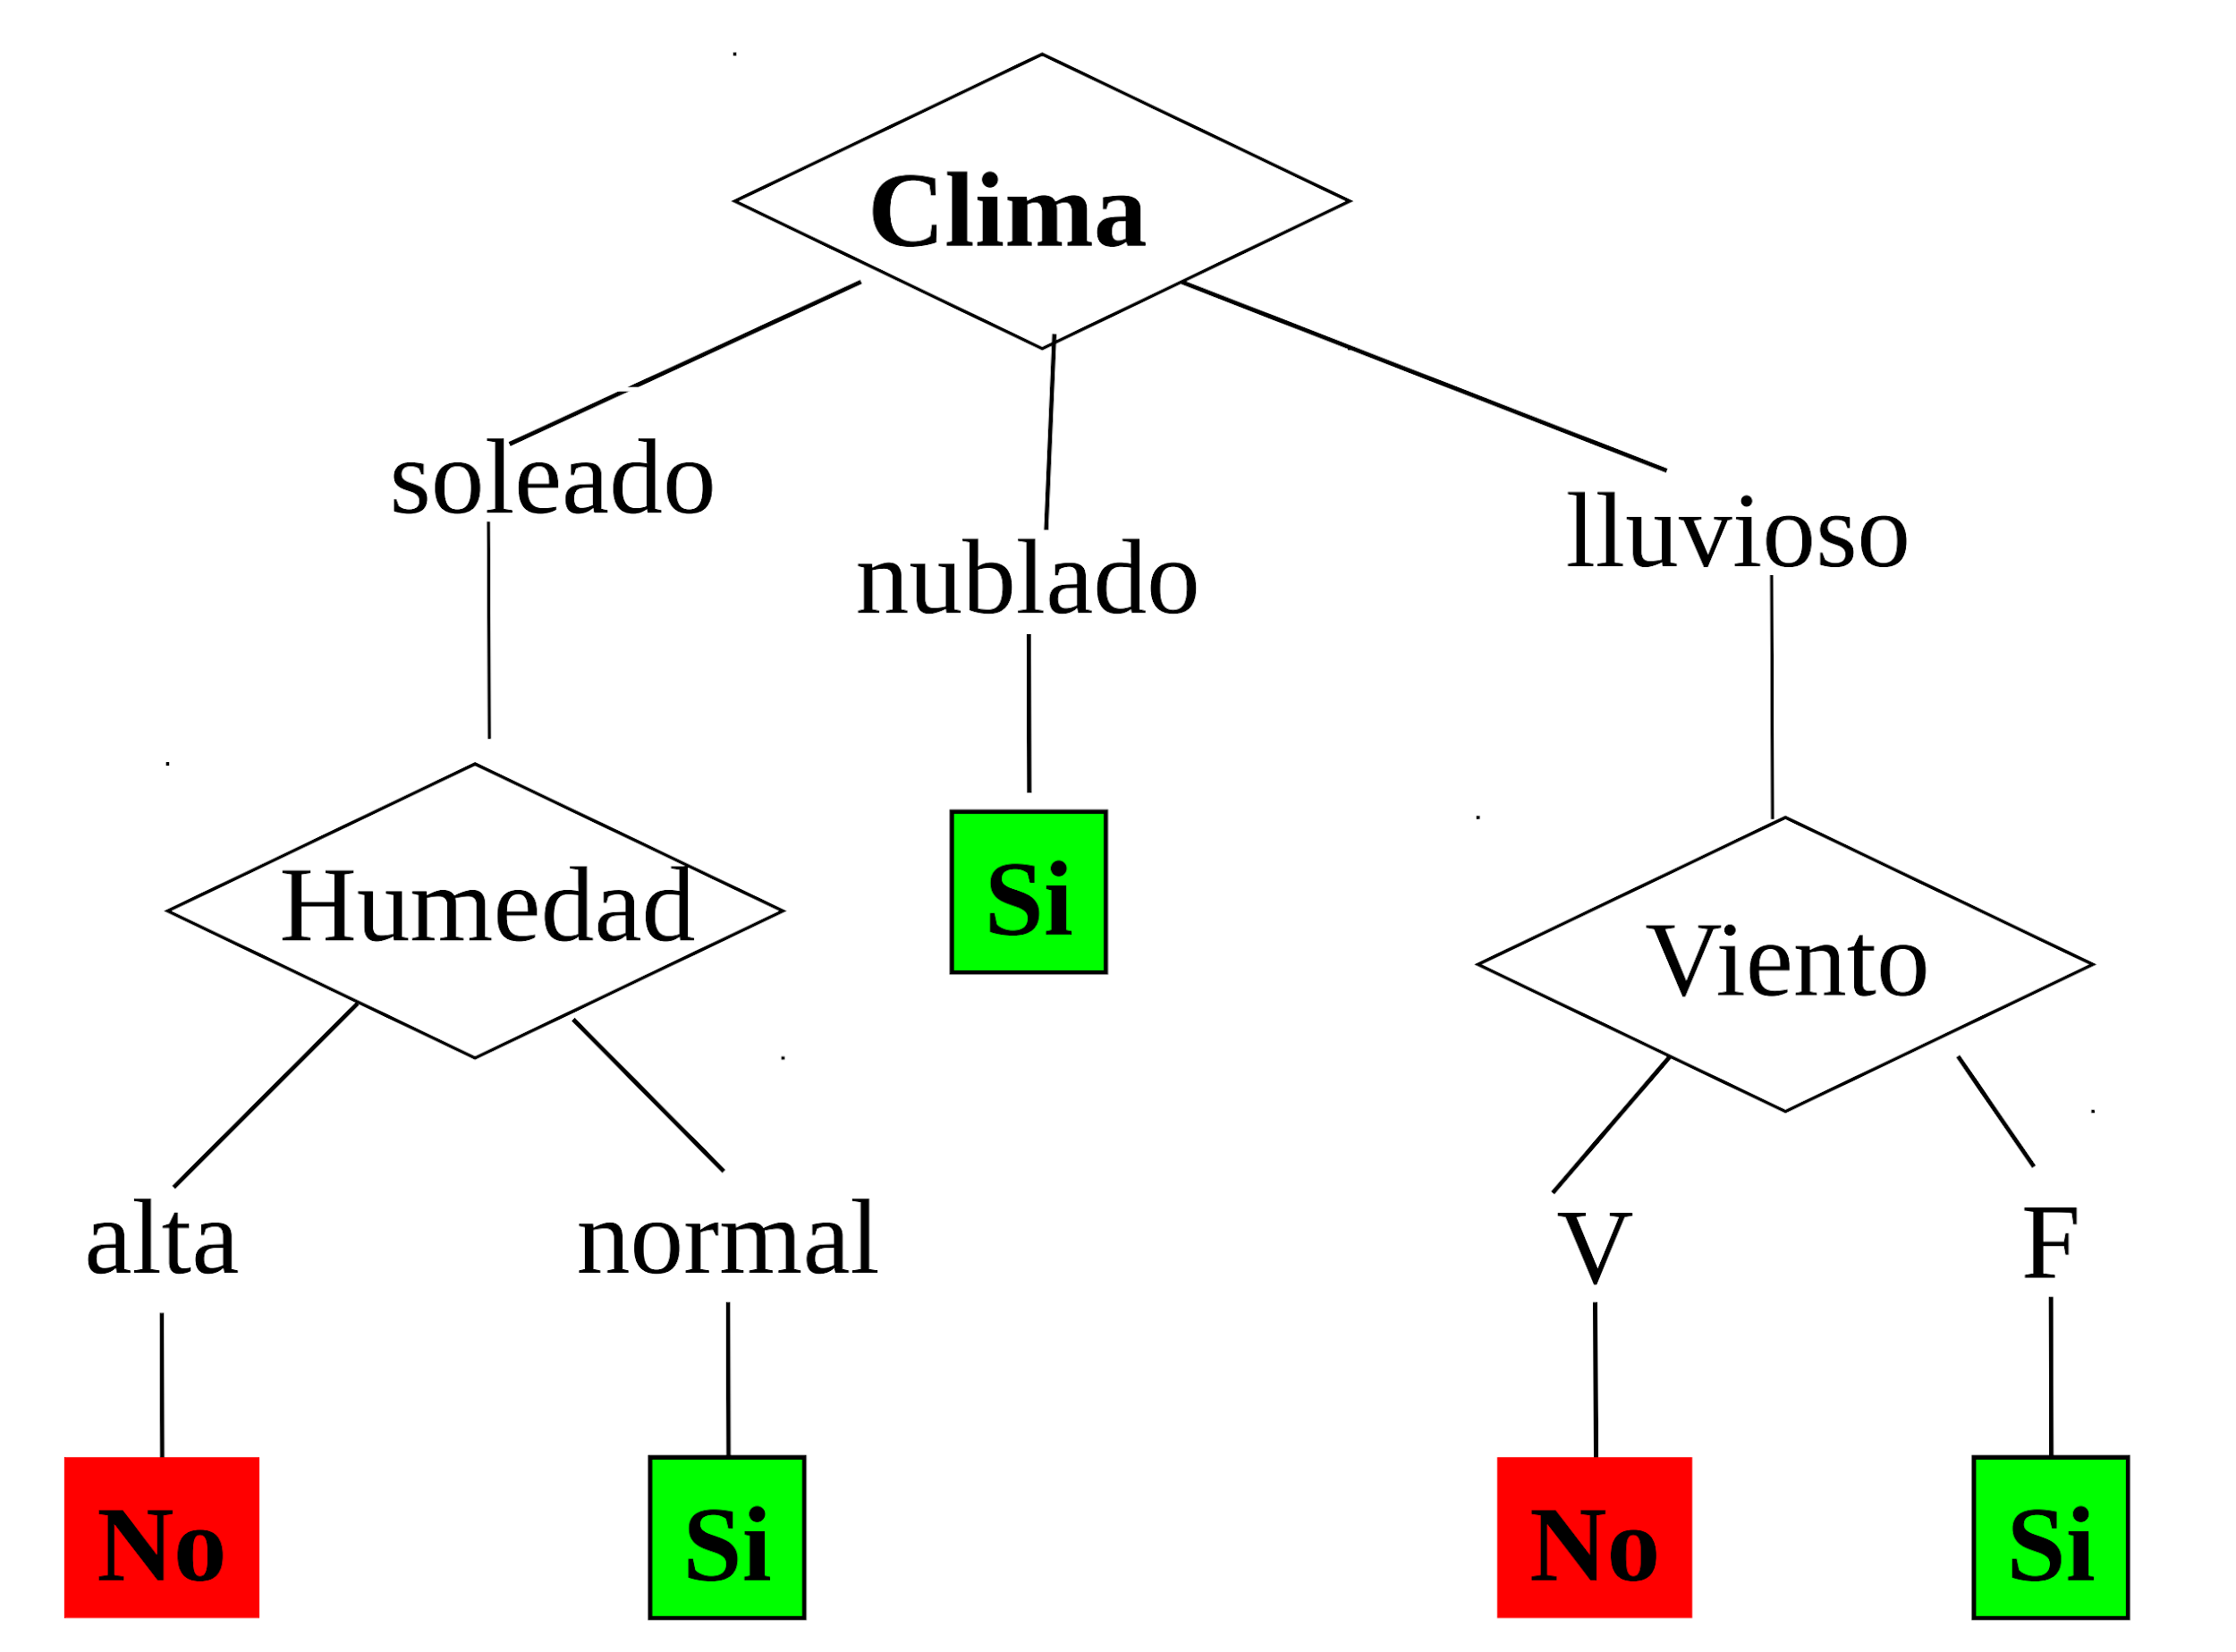 Clima
soleado
nublado
lluvioso
Humedad
Si
Viento
alta
normal
V
F
No
Si
No
Si